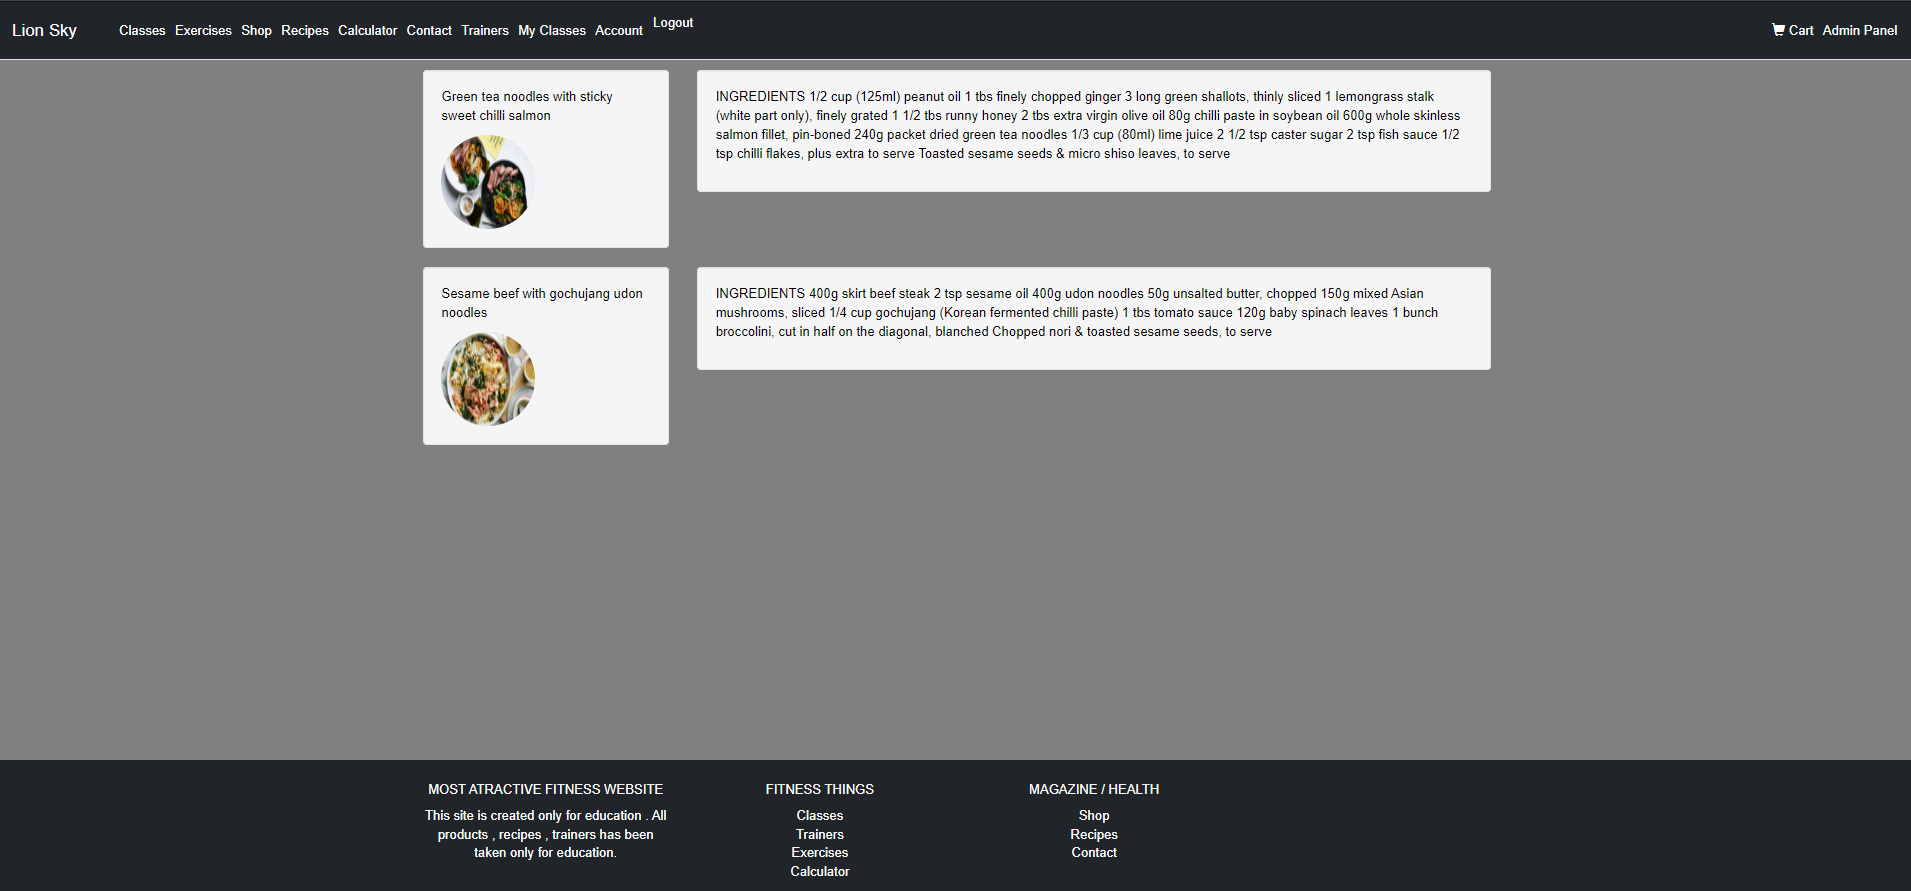 Lion Sky Classes Exercises Shop Recipes Calculator Contact Trainers My Classes Account Logout Cart Admin Panel
Green tea noodles with sticky
sweet chilli salmon
INGREDIENTS 1/2 cup (125ml) peanut oil 1 tbs finely chopped ginger 3 long green shallots, thinly sliced 1 lemongrass stalk
(white part only), finely grated 1 1/2 tbs runny honey 2 tbs extra virgin olive oil 80g chilli paste in soybean oil 600g whole skinless
salmon fillet, pin-boned 240g packet dried green tea noodles 1/3 cup (80ml) lime juice 2 1/2 tsp caster sugar 2 tsp fish sauce 1/2
tsp chilli flakes, plus extra to serve Toasted sesame seeds & micro shiso leaves, to serve
Sesame beef with gochujang udon
noodles
INGREDIENTS 400g skirt beef steak 2 tsp sesame oil 400g udon noodles 50g unsalted butter, chopped 150g mixed Asian
mushrooms, sliced 1/4 cup gochujang (Korean fermented chilli paste) 1 tbs tomato sauce 120g baby spinach leaves 1 bunch
broccolini, cut in half on the diagonal, blanched Chopped nori & toasted sesame seeds, to serve
MOST ATRACTIVE FITNESS WEBSITE
This site is created only for education . All
products , recipes , trainers has been
taken only for education.
FITNESS THINGS
Classes
Trainers
Exercises
Calculator
MAGAZINE / HEALTH
Shop
Recipes
Contact